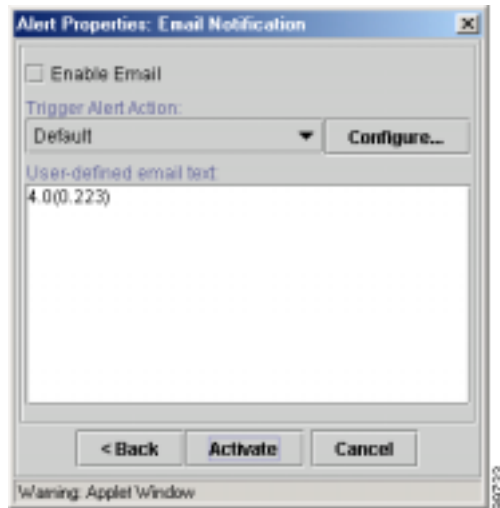 Alert Properties: Email Notification
Enable Email
Trigger Alert Action:
Default
Configure...
User-defined email text:
4.0(0.223)
< Back
Activate
Cancel
Warning: Applet Window